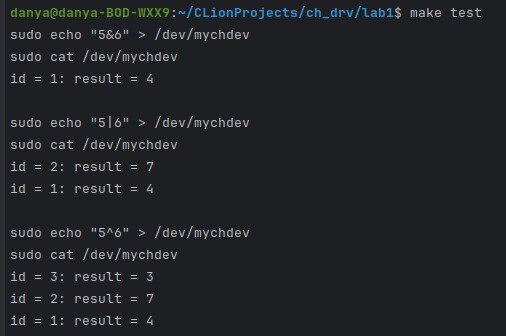 danya@danya-BOD-WXX9:~/CLionProjects/ch_drv/lab1$ make test
sudo echo "5&6" > /dev/mychdev
sudo cat /dev/mychdev
id = 1: result = 4
sudo echo "5|6" > /dev/mychdev
sudo cat /dev/mychdev
id = 2: result = 7
id = 1: result = 4
sudo echo "5^6" > /dev/mychdev
sudo cat /dev/mychdev
id = 3: result = 3
id = 2: result = 7
id = 1: result = 4